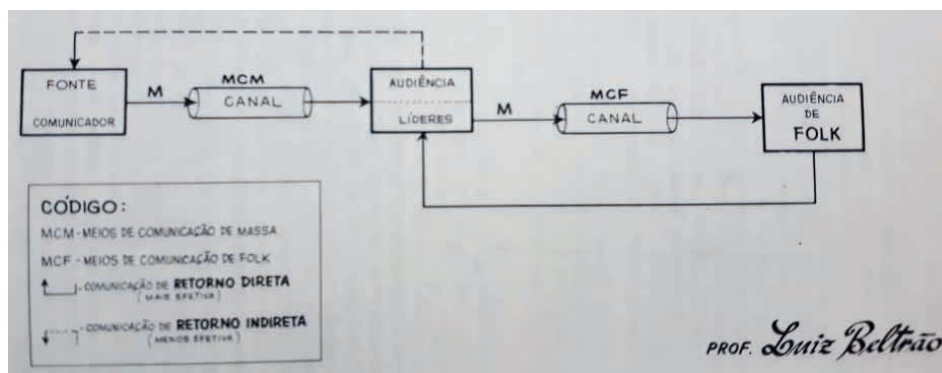 FONTE
COMUNICADOR
M
MCM
CANAL
AUDIÊNCIA
LÍDERES
M
MCF
CANAL
AUDIÊNCIA
DE
FOLK
CÓDIGO:
MCM-MEIOS DE COMUNICAÇÃO DE MASSA
MCF-MEIOS DE COMUNICAÇÃO DE FOLK
-COMUNICAÇÃO DE RETORNO DIRETA
(MAIS EFETIVA)
-COMUNICAÇÃO DE RETORNO INDIRETA
(MENOS EFETIVA)
PROF. Luiz Beltrão